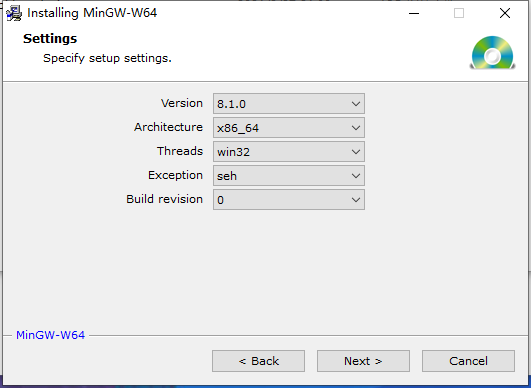 Installing MinGW-W64
Settings
Specify setup settings.
Version 8.1.0
Architecture x86_64
Threads win32
Exception seh
Build revision 0
MinGW-W64
< Back Next > Cancel